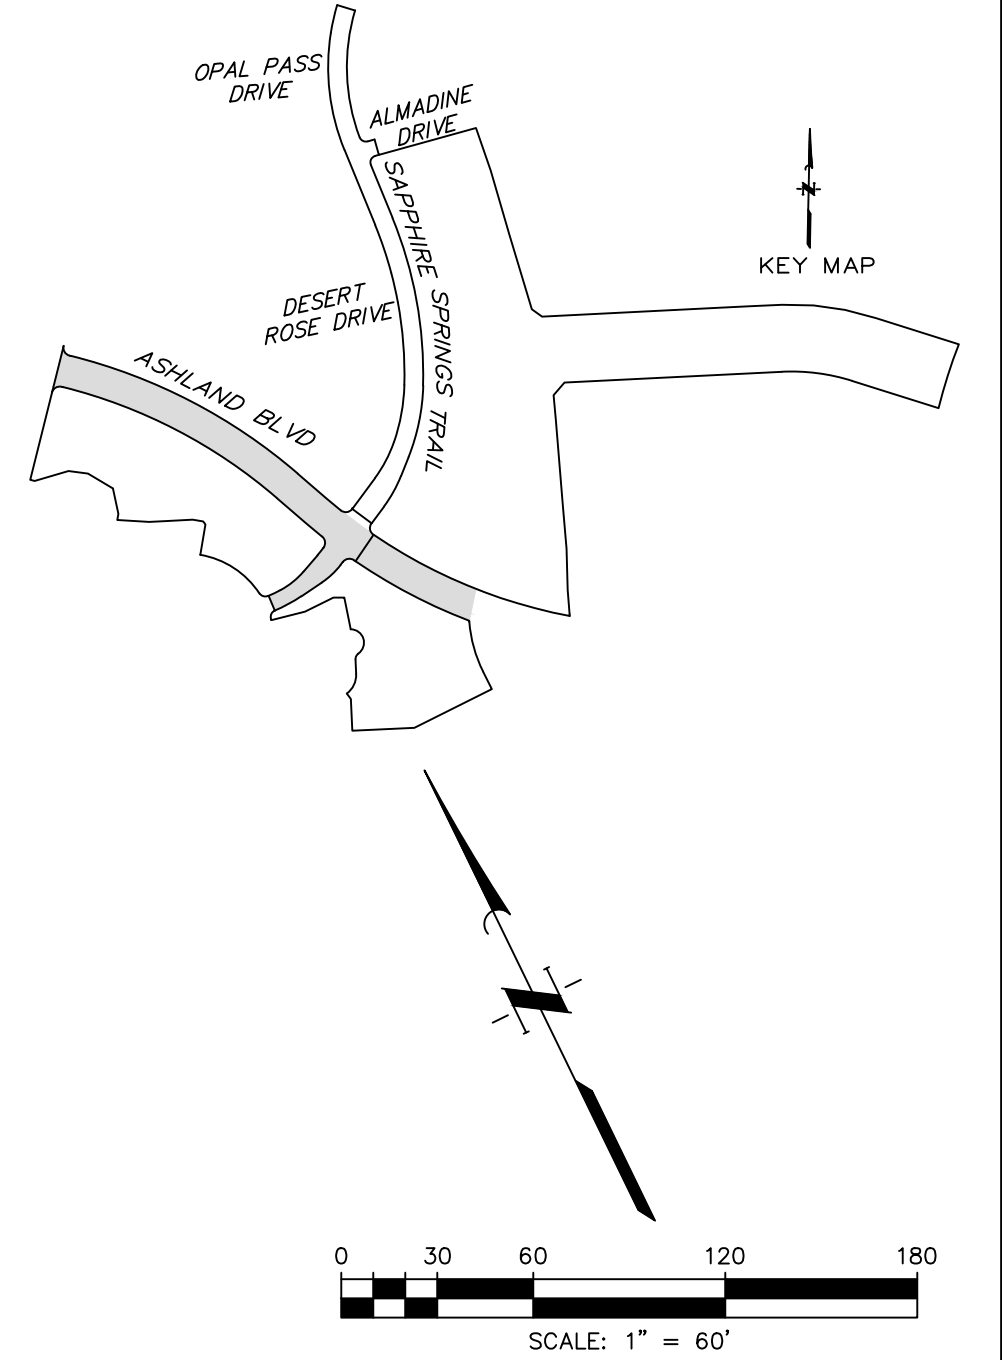 OPAL PASS
DRIVE
ALMADINE
DRIVE
SAPPHIRE SPRINGS TRAIL
N
KEY MAP
DESERT
ROSE DRIVE
ASHLAND BLVD
N
0 30 60 120 180
SCALE: 1" = 60'